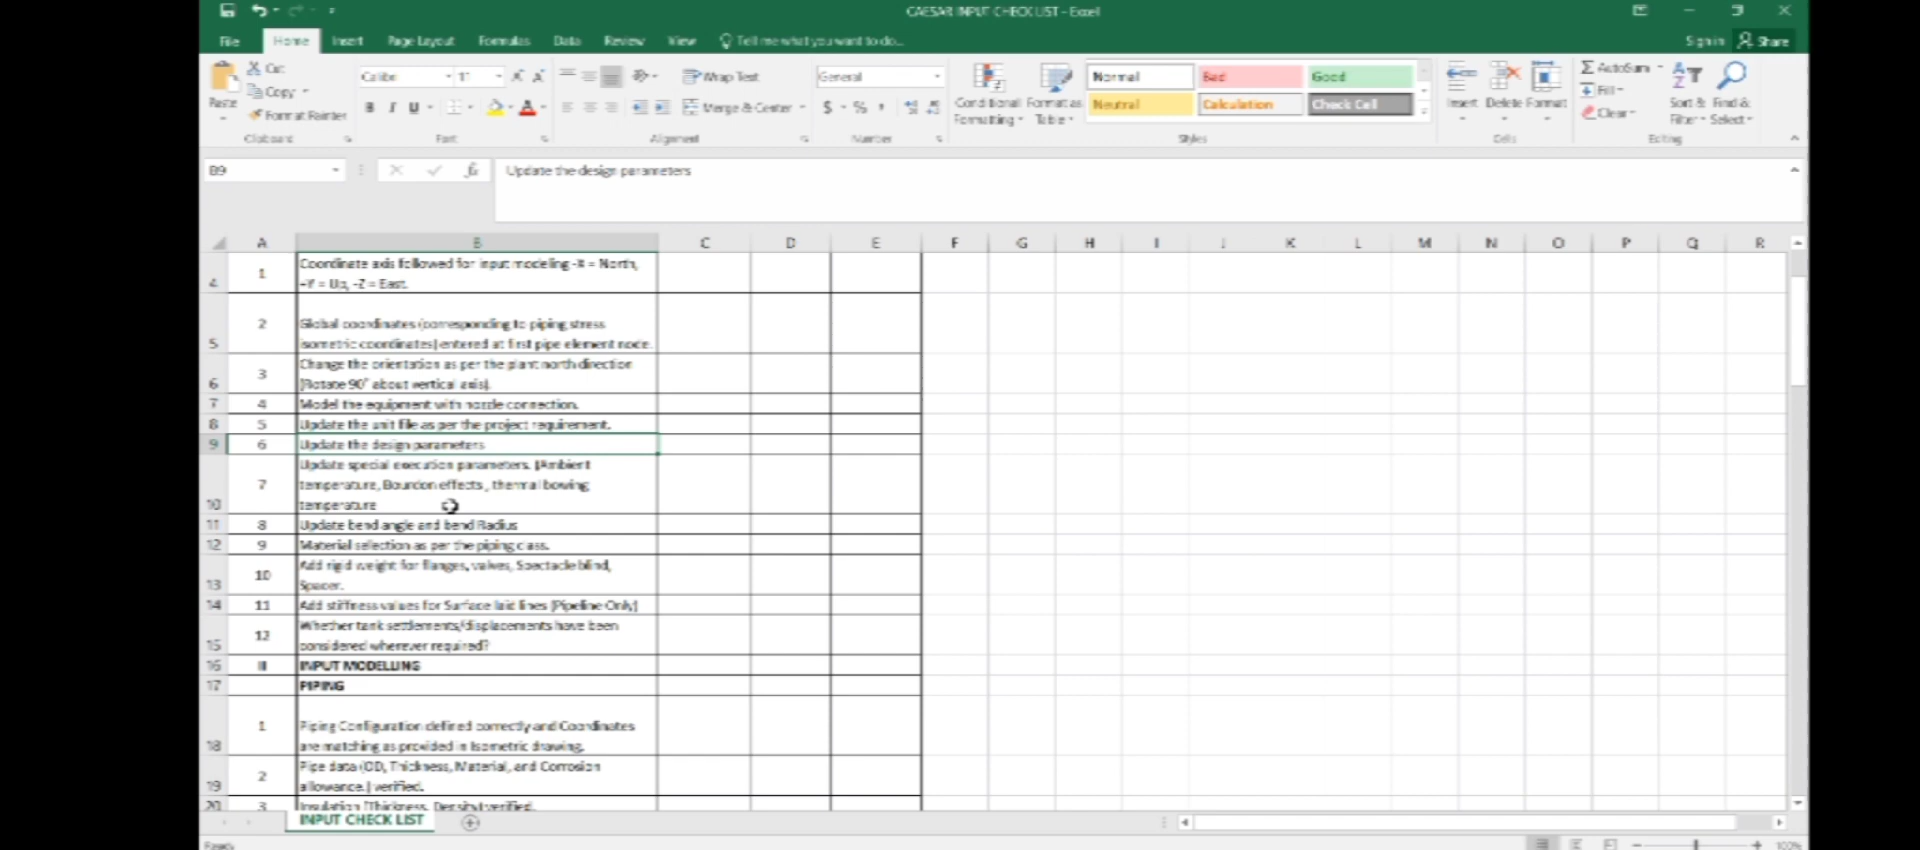 CAESAR INPUT CHECK LIST - Excel
File Home Insert Page Layout Formulas Data Review View Tell me what you want to do... Sign in Share
Paste
Cut
Copy
Format Painter
Clipboard
Calibri 11
B I U
Font
Wrap Text
Merge & Center
Alignment
General
$ % ,
Number
Conditional Formatting
Format as Table
Normal Bad Good
Neutral Calculation Check Cell
Styles
Insert Delete Format
Cells
AutoSum
Fill
Clear
Sort & Filter
Find & Select
Editing
B9 fx Update the design parameters
A B C D E F G H I J K L M N O P Q R
4 1 Coordinate axis followed for input modeling -X = North,
= Up, -Z = East.
5 2 Global coordinates (corresponding to piping stress
isometric coordinates) entered at first pipe element node.
6 3 Change the orientation as per the plant north direction
(Rotate 90° about vertical axis).
7 4 Model the equipment with nozzle connection.
8 5 Update the unit file as per the project requirement.
9 6 Update the design parameters
10 7 Update special execution parameters. (Ambient
temperature, Bourdon effects , thermal bowing
temperature
11 8 Update bend angle and bend Radius
12 9 Material selection as per the piping class.
13 10 Add rigid weight for flanges, valves, Spectacle blind,
Spacer.
14 11 Add stiffness values for Surface laid lines (Pipeline Only)
15 12 Whether tank settlements/displacements have been
considered wherever required?
16 II INPUT MODELLING
17 PIPING
18 1 Piping Configuration defined correctly and Coordinates
are matching as provided in Isometric drawing.
19 2 Pipe data (OD, Thickness, Material, and Corrosion
allowance.) verified.
20 3 Insulation (Thickness, Density) verified.
INPUT CHECK LIST
Ready 100%